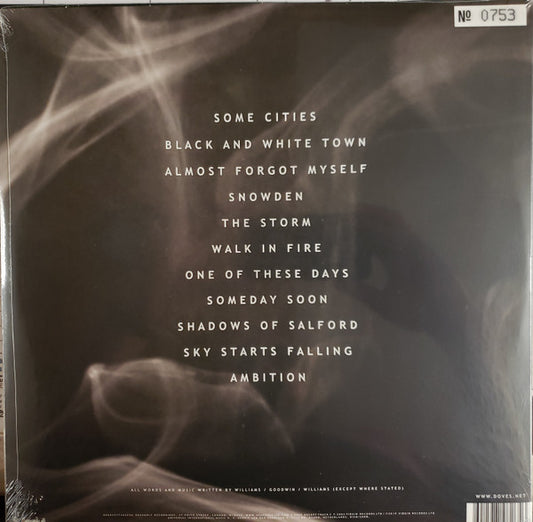 Nº 0753
SOME CITIES
BLACK AND WHITE TOWN
ALMOST FORGOT MYSELF
SNOWDEN
THE STORM
WALK IN FIRE
ONE OF THESE DAYS
SOMEDAY SOON
SHADOWS OF SALFORD
SKY STARTS FALLING
AMBITION
ALL WORDS AND MUSIC WRITTEN BY WILLIAMS / GOODWIN / WILLIAMS (EXCEPT WHERE STATED)
WWW.DOVES.NET